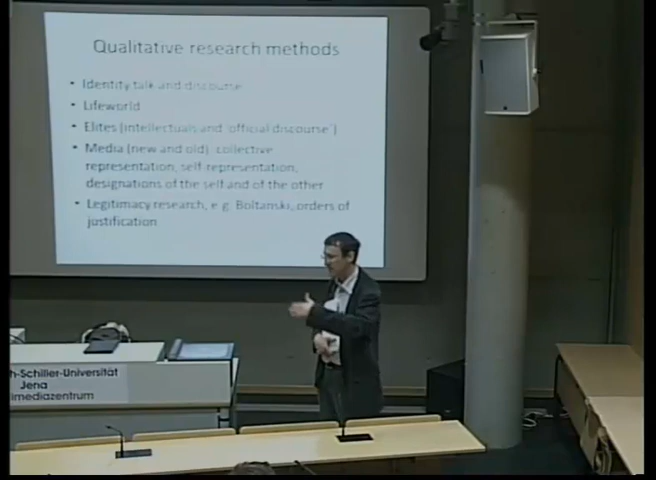 Qualitative research methods
• Identity talk and discourse
• Lifeworld
• Elites (intellectuals and 'official discourse')
• Media (new and old), collective
representation, self-representation,
designations of the self and of the other
• Legitimacy research, e.g. Boltanski, orders of
justification
h-Schiller-Universität
Jena
imediazentrum